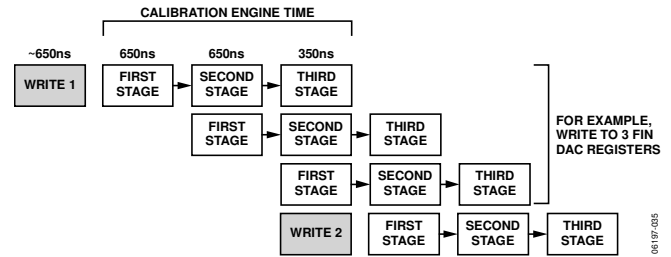 CALIBRATION ENGINE TIME
~650ns 650ns 650ns 350ns
WRITE 1
FIRST
STAGE
SECOND
STAGE
THIRD
STAGE
FIRST
STAGE
SECOND
STAGE
THIRD
STAGE
FOR EXAMPLE,
WRITE TO 3 FIN
DAC REGISTERS
FIRST
STAGE
SECOND
STAGE
THIRD
STAGE
WRITE 2
FIRST
STAGE
SECOND
STAGE
THIRD
STAGE
06197-035